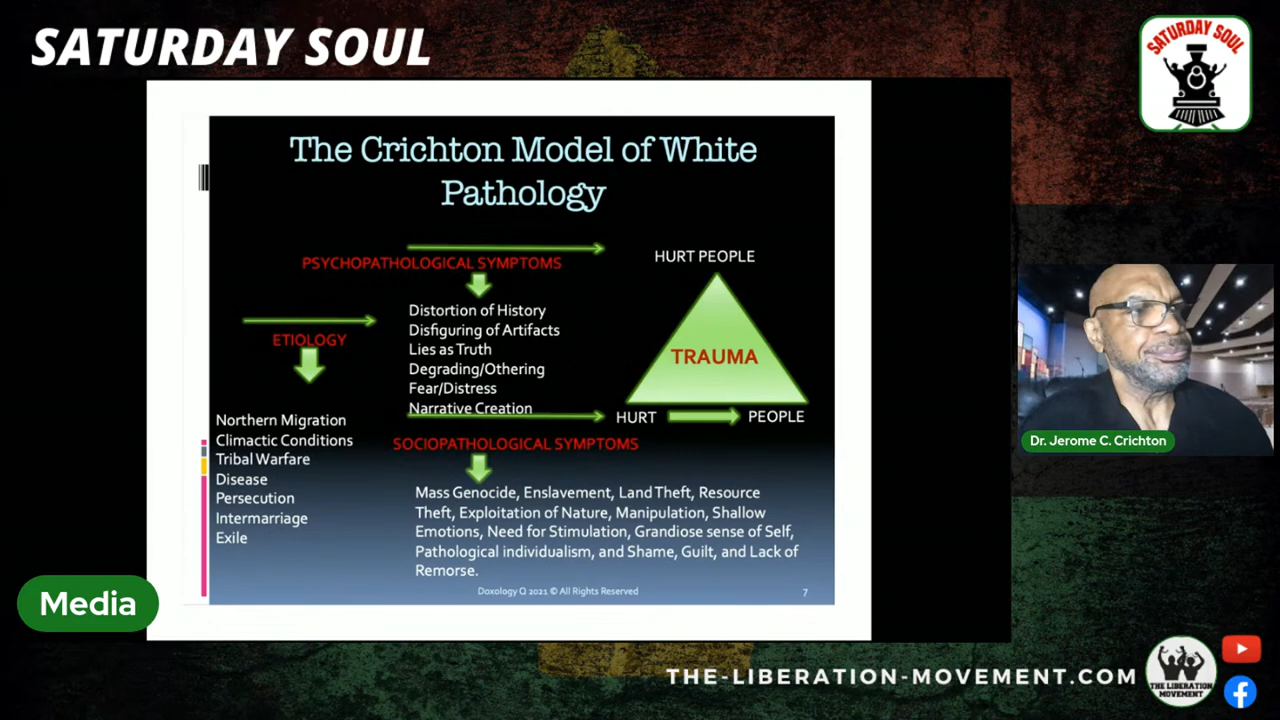 SATURDAY SOUL
SATURDAY SOUL
The Crichton Model of White
Pathology
PSYCHOPATHOLOGICAL SYMPTOMS
HURT PEOPLE
Distortion of History
Disfiguring of Artifacts
Lies as Truth
Degrading/Othering
Fear/Distress
Narrative Creation
ETIOLOGY
TRAUMA
HURT
PEOPLE
Northern Migration
Climactic Conditions
Tribal Warfare
Disease
Persecution
Intermarriage
Exile
SOCIOPATHOLOGICAL SYMPTOMS
Mass Genocide, Enslavement, Land Theft, Resource
Theft, Exploitation of Nature, Manipulation, Shallow
Emotions, Need for Stimulation, Grandiose sense of Self,
Pathological individualism, and Shame, Guilt, and Lack of
Remorse.
Doxology Q 2021 © All Rights Reserved
7
Dr. Jerome C. Crichton
Media
THE-LIBERATION-MOVEMENT.COM
THE LIBERATION
MOVEMENT